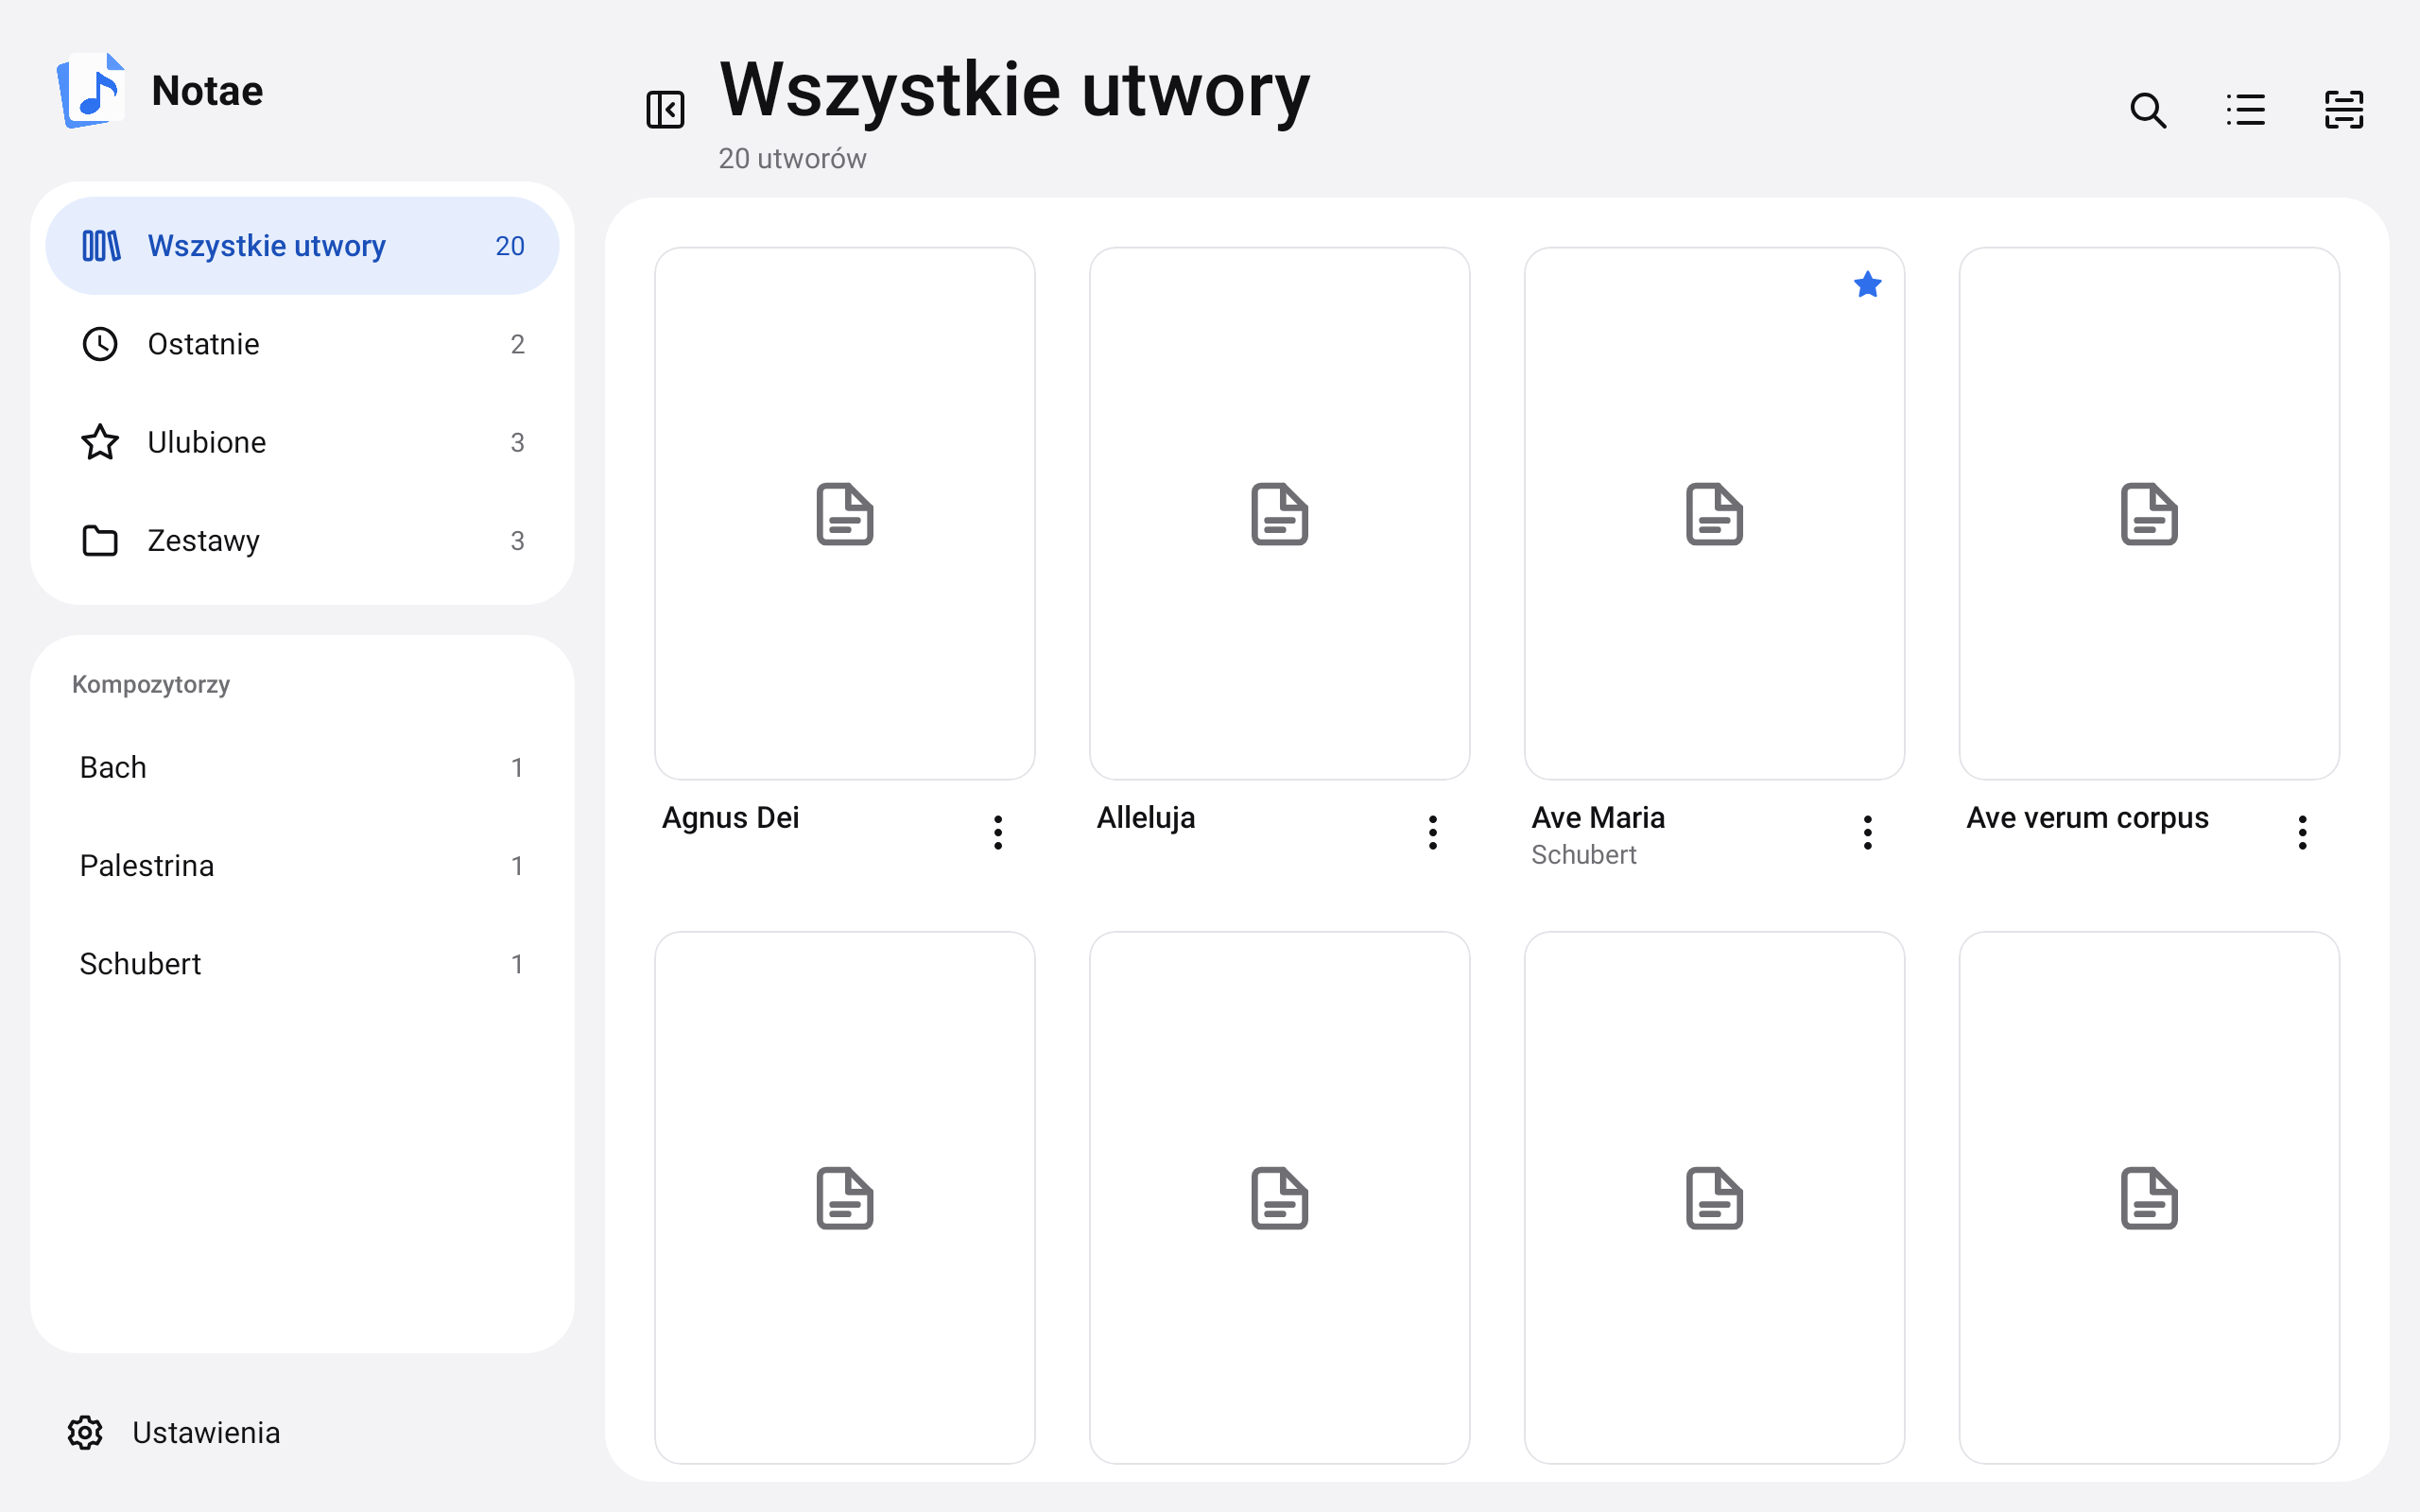 Notae
Wszystkie utwory
20 utworów
Wszystkie utwory 20
Ostatnie 2
Ulubione 3
Zestawy 3
Kompozytorzy
Bach 1
Palestrina 1
Schubert 1
Ustawienia
Agnus Dei
Alleluja
Ave Maria
Schubert
Ave verum corpus